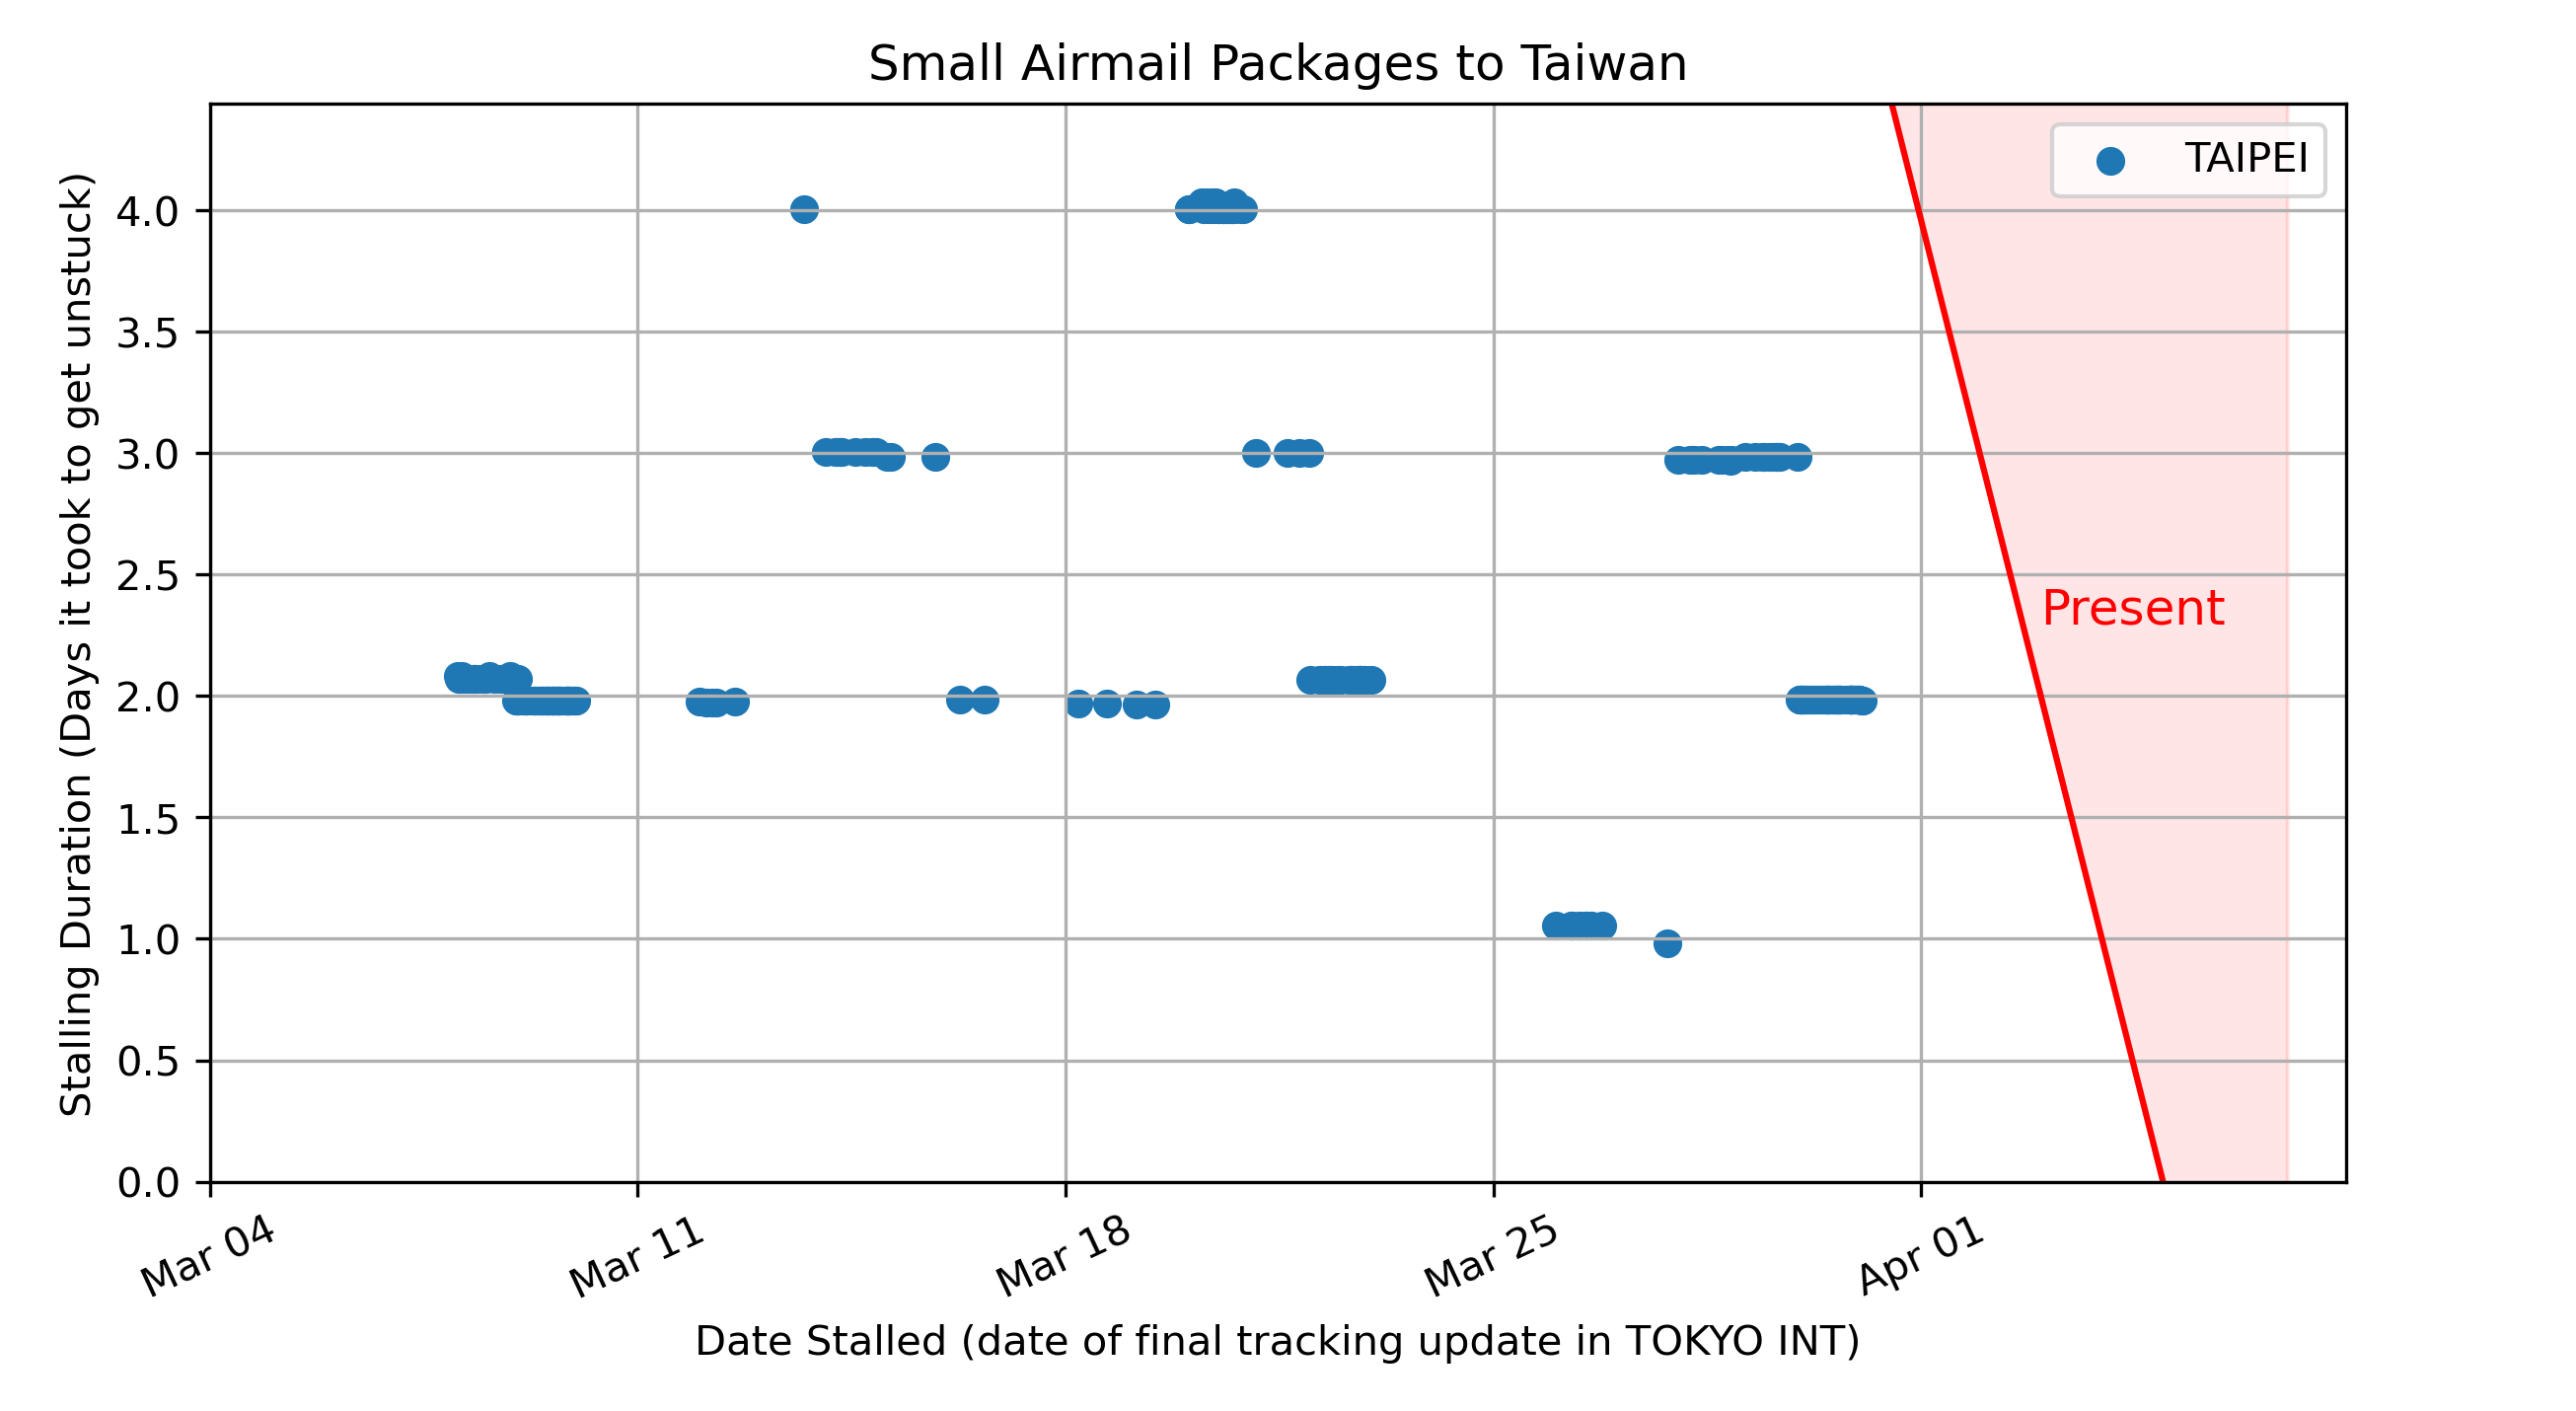 Small Airmail Packages to Taiwan
TAIPEI
Present
Stalling Duration (Days it took to get unstuck)
4.0
3.5
3.0
2.5
2.0
1.5
1.0
0.5
0.0
Mar 04
Mar 11
Mar 18
Mar 25
Apr 01
Date Stalled (date of final tracking update in TOKYO INT)